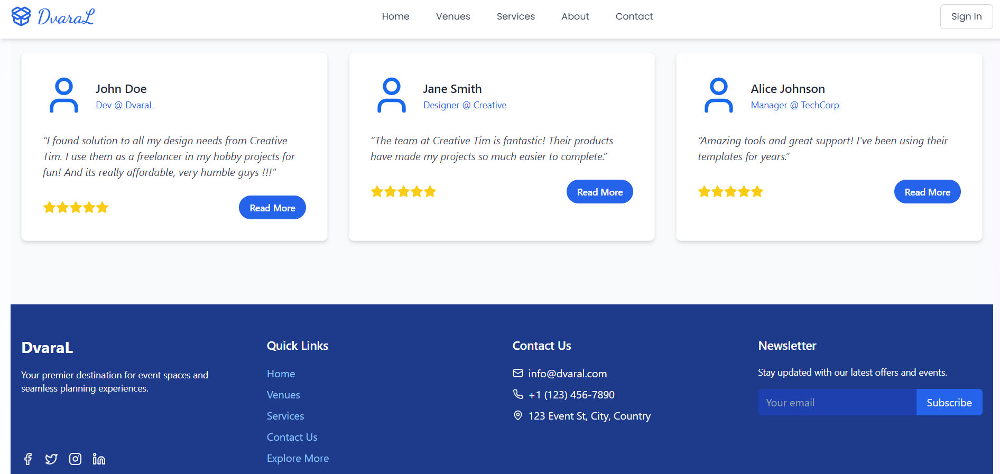 DvaraL
Home
Venues
Services
About
Contact
Sign In
John Doe
Dev @ DvaraL
“I found solution to all my design needs from Creative
Tim. I use them as a freelancer in my hobby projects for
fun! And its really affordable, very humble guys !!!”
Read More
Jane Smith
Designer @ Creative
“The team at Creative Tim is fantastic! Their products
have made my projects so much easier to complete.”
Read More
Alice Johnson
Manager @ TechCorp
“Amazing tools and great support! I've been using their
templates for years.”
Read More
DvaraL
Your premier destination for event spaces and
seamless planning experiences.
Quick Links
Home
Venues
Services
Contact Us
Explore More
Contact Us
info@dvaral.com
+1 (123) 456-7890
123 Event St, City, Country
Newsletter
Stay updated with our latest offers and events.
Your email
Subscribe